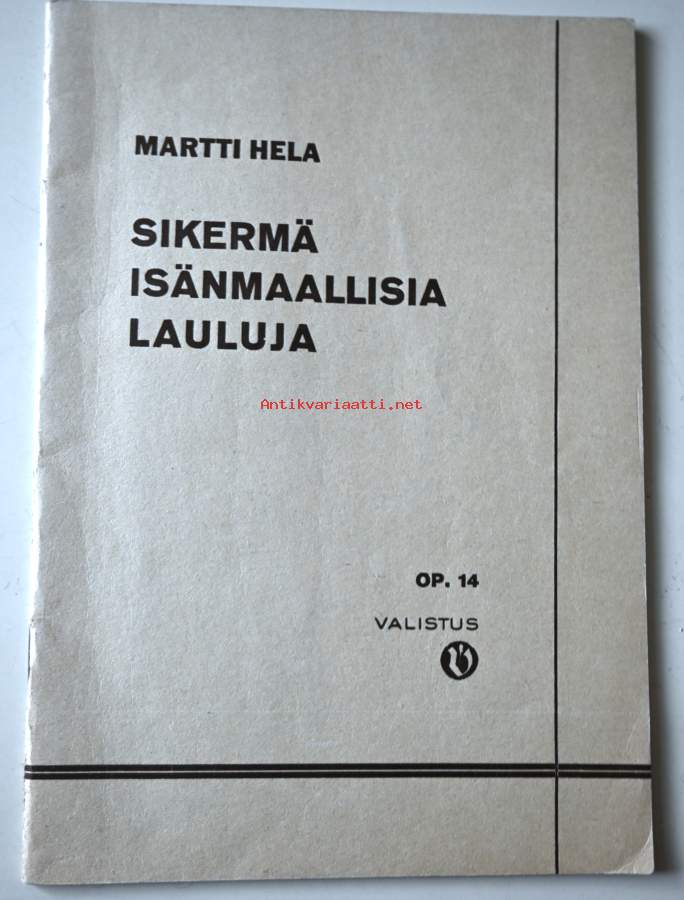 MARTTI HELA
SIKERMÄ
ISÄNMAALLISIA
LAULUJA
Antikvariaatti.net
OP. 14
VALISTUS